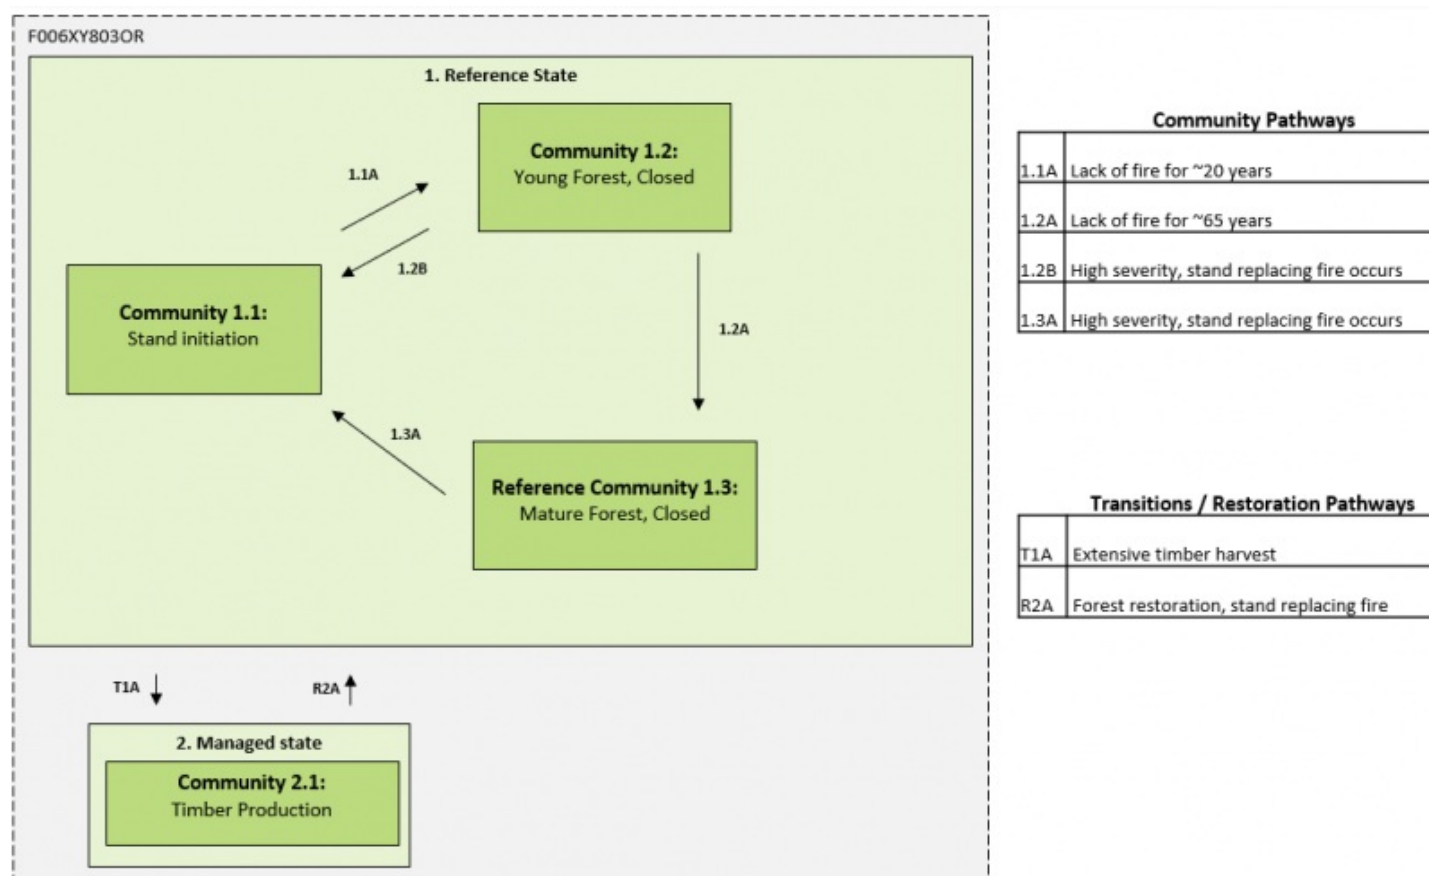 F006XY803OR
1. Reference State
Community 1.2:
Young Forest, Closed
1.1A
1.2B
Community 1.1:
Stand initiation
1.2A
1.3A
Reference Community 1.3:
Mature Forest, Closed
T1A
R2A
2. Managed state
Community 2.1:
Timber Production
Community Pathways
1.1A Lack of fire for ~20 years
1.2A Lack of fire for ~65 years
1.2B High severity, stand replacing fire occurs
1.3A High severity, stand replacing fire occurs
Transitions / Restoration Pathways
T1A Extensive timber harvest
R2A Forest restoration, stand replacing fire